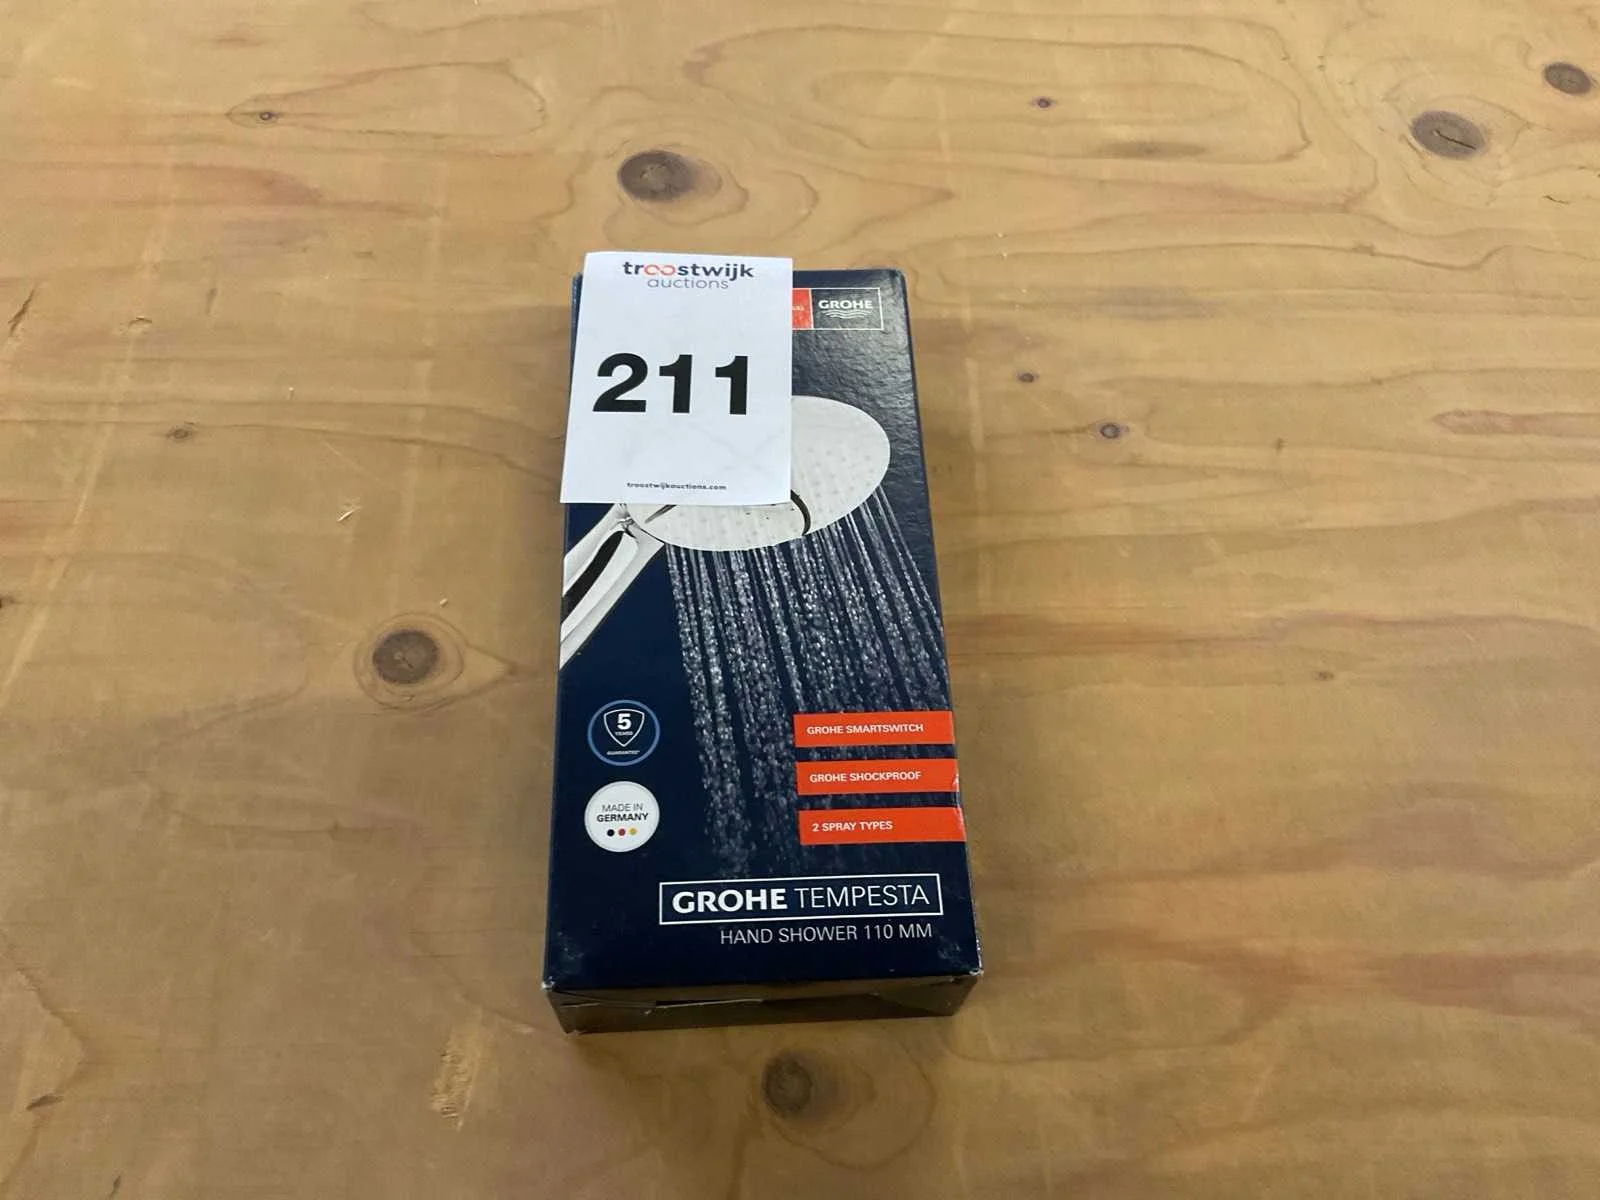 troostwijk
auctions
211
troostwijkauctions.com
GROHE
5
YEARS
GUARANTEE*
MADE IN
GERMANY
GROHE SMARTSWITCH
GROHE SHOCKPROOF
2 SPRAY TYPES
GROHE TEMPESTA
HAND SHOWER 110 MM